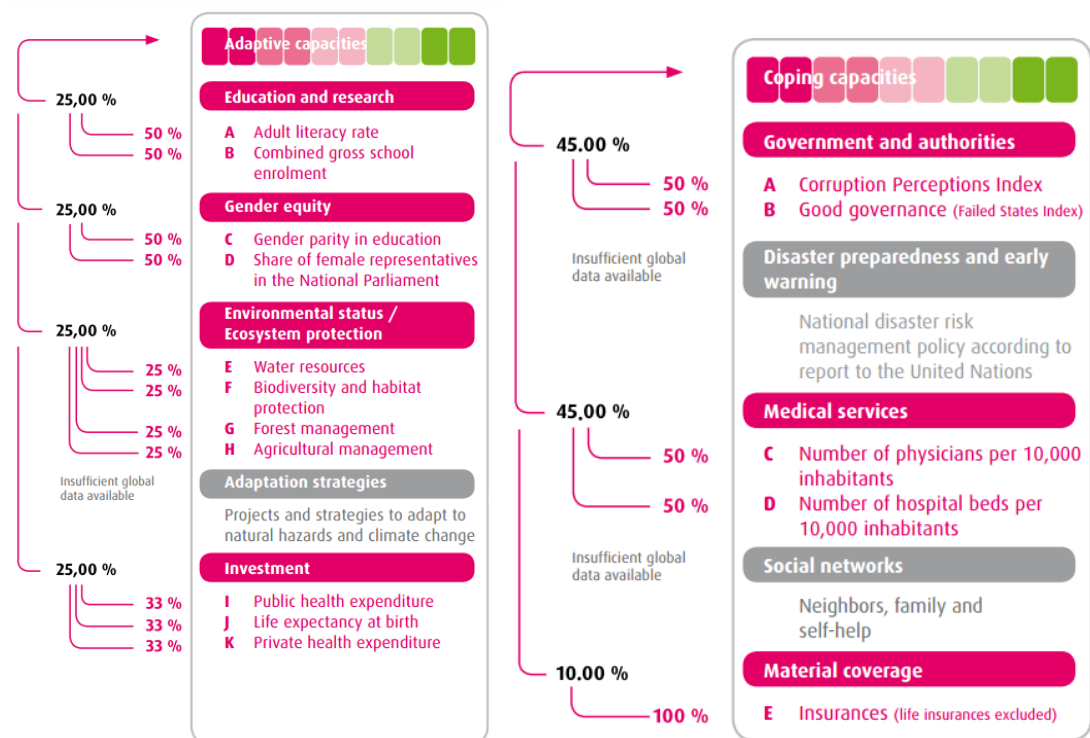 Adaptive capacities
25,00 %
Education and research
50 %
A Adult literacy rate
50 %
B Combined gross school
enrolment
25,00 %
Gender equity
50 %
C Gender parity in education
50 %
D Share of female representatives
in the National Parliament
25,00 %
Environmental status /
Ecosystem protection
25 %
E Water resources
25 %
F Biodiversity and habitat
protection
25 %
G Forest management
25 %
H Agricultural management
Insufficient global
data available
Adaptation strategies
Projects and strategies to adapt to
natural hazards and climate change
25,00 %
Investment
33 %
I Public health expenditure
33 %
J Life expectancy at birth
33 %
K Private health expenditure
Coping capacities
45.00 %
Government and authorities
50 %
A Corruption Perceptions Index
50 %
B Good governance (Failed States Index)
Insufficient global
data available
Disaster preparedness and early
warning
National disaster risk
management policy according to
report to the United Nations
45.00 %
Medical services
50 %
C Number of physicians per 10,000
inhabitants
50 %
D Number of hospital beds per
10,000 inhabitants
Insufficient global
data available
Social networks
Neighbors, family and
self-help
10.00 %
Material coverage
100 %
E Insurances (life insurances excluded)